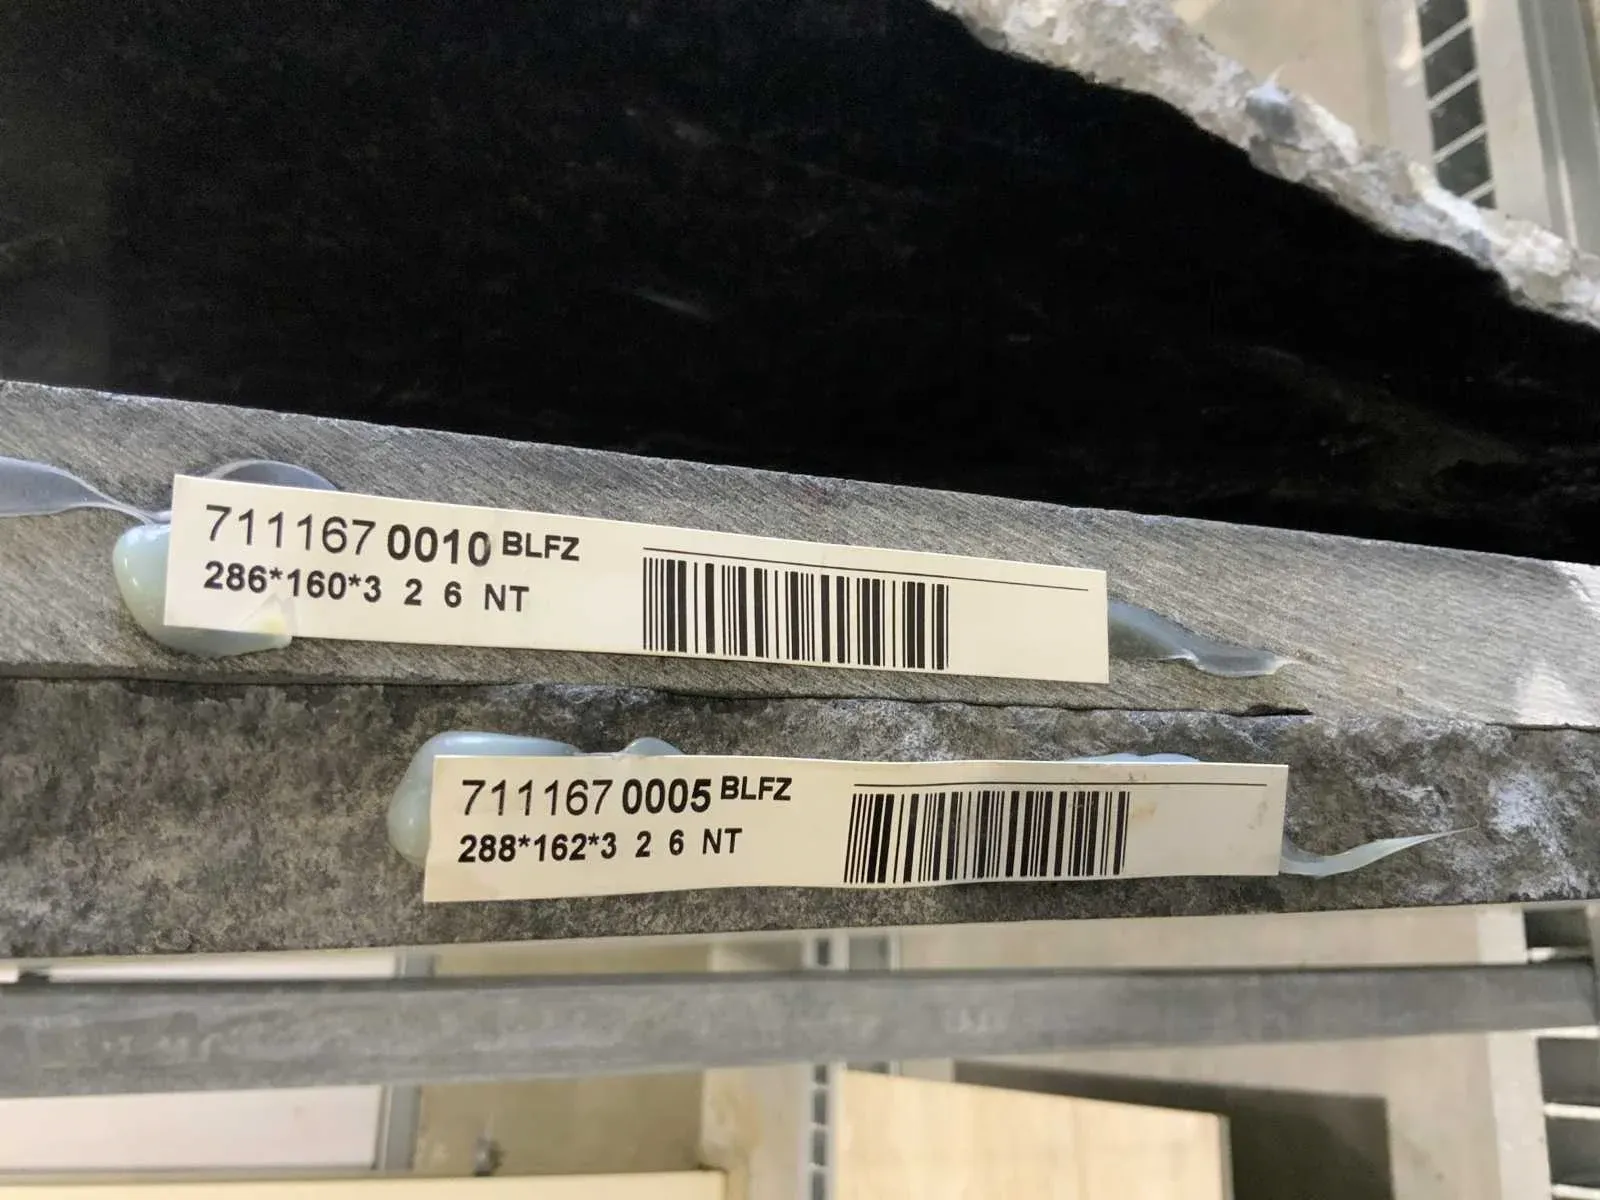 711167 0010 BLFZ
286*160*3 2 6 NT
711167 0005 BLFZ
288*162*3 2 6 NT